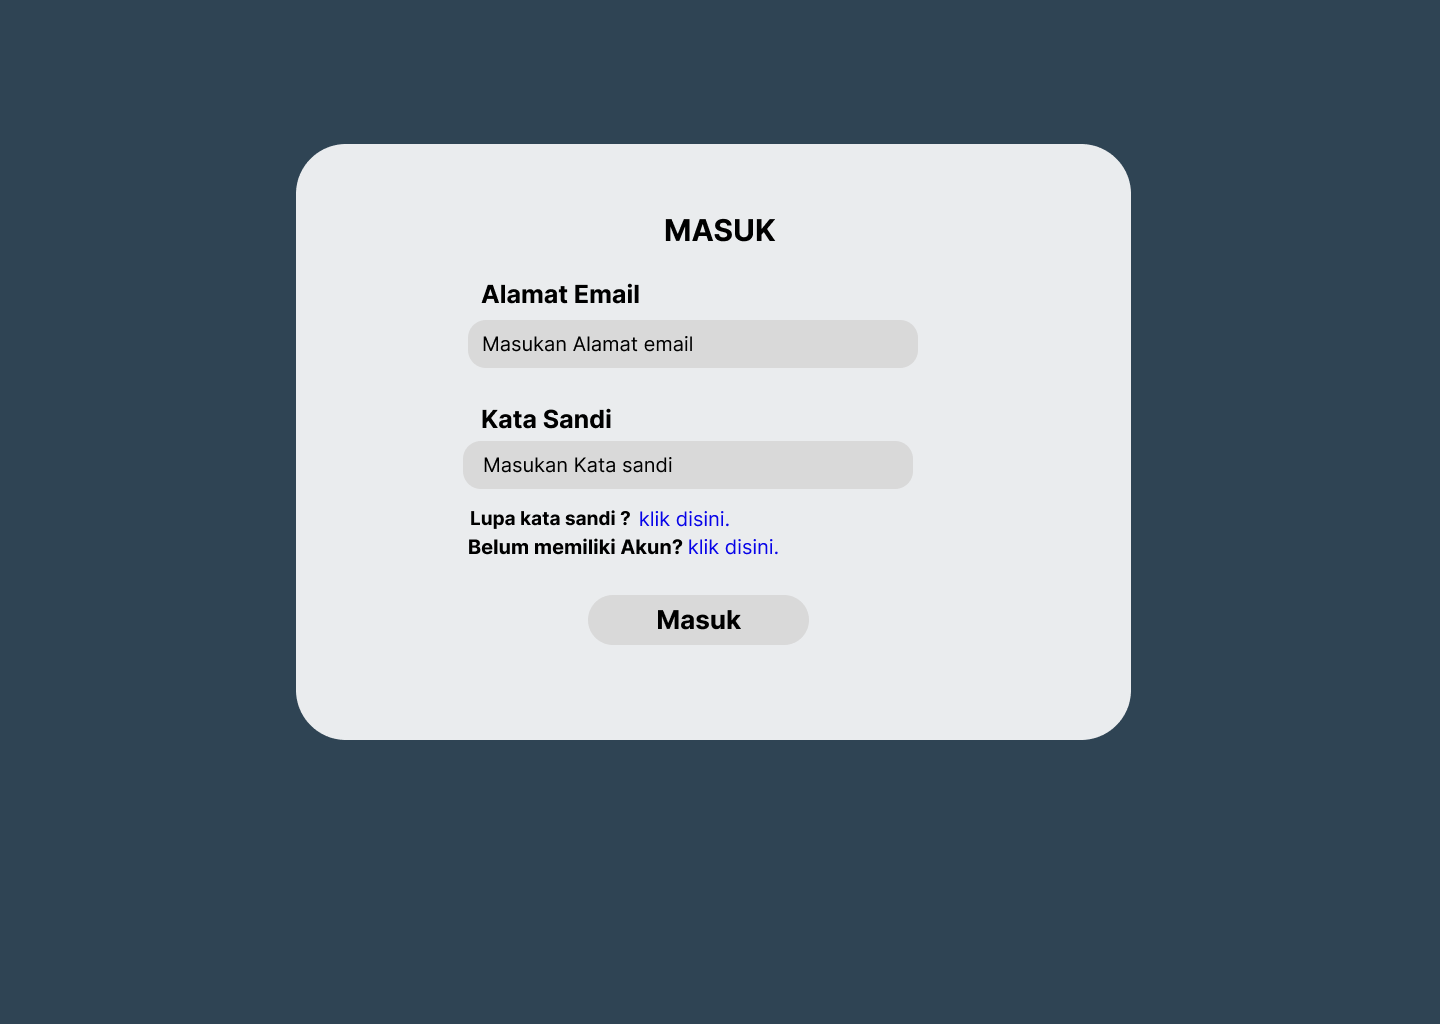 MASUK
Alamat Email
Masukan Alamat email
Kata Sandi
Masukan Kata sandi
Lupa kata sandi ? klik disini.
Belum memiliki Akun? klik disini.
Masuk